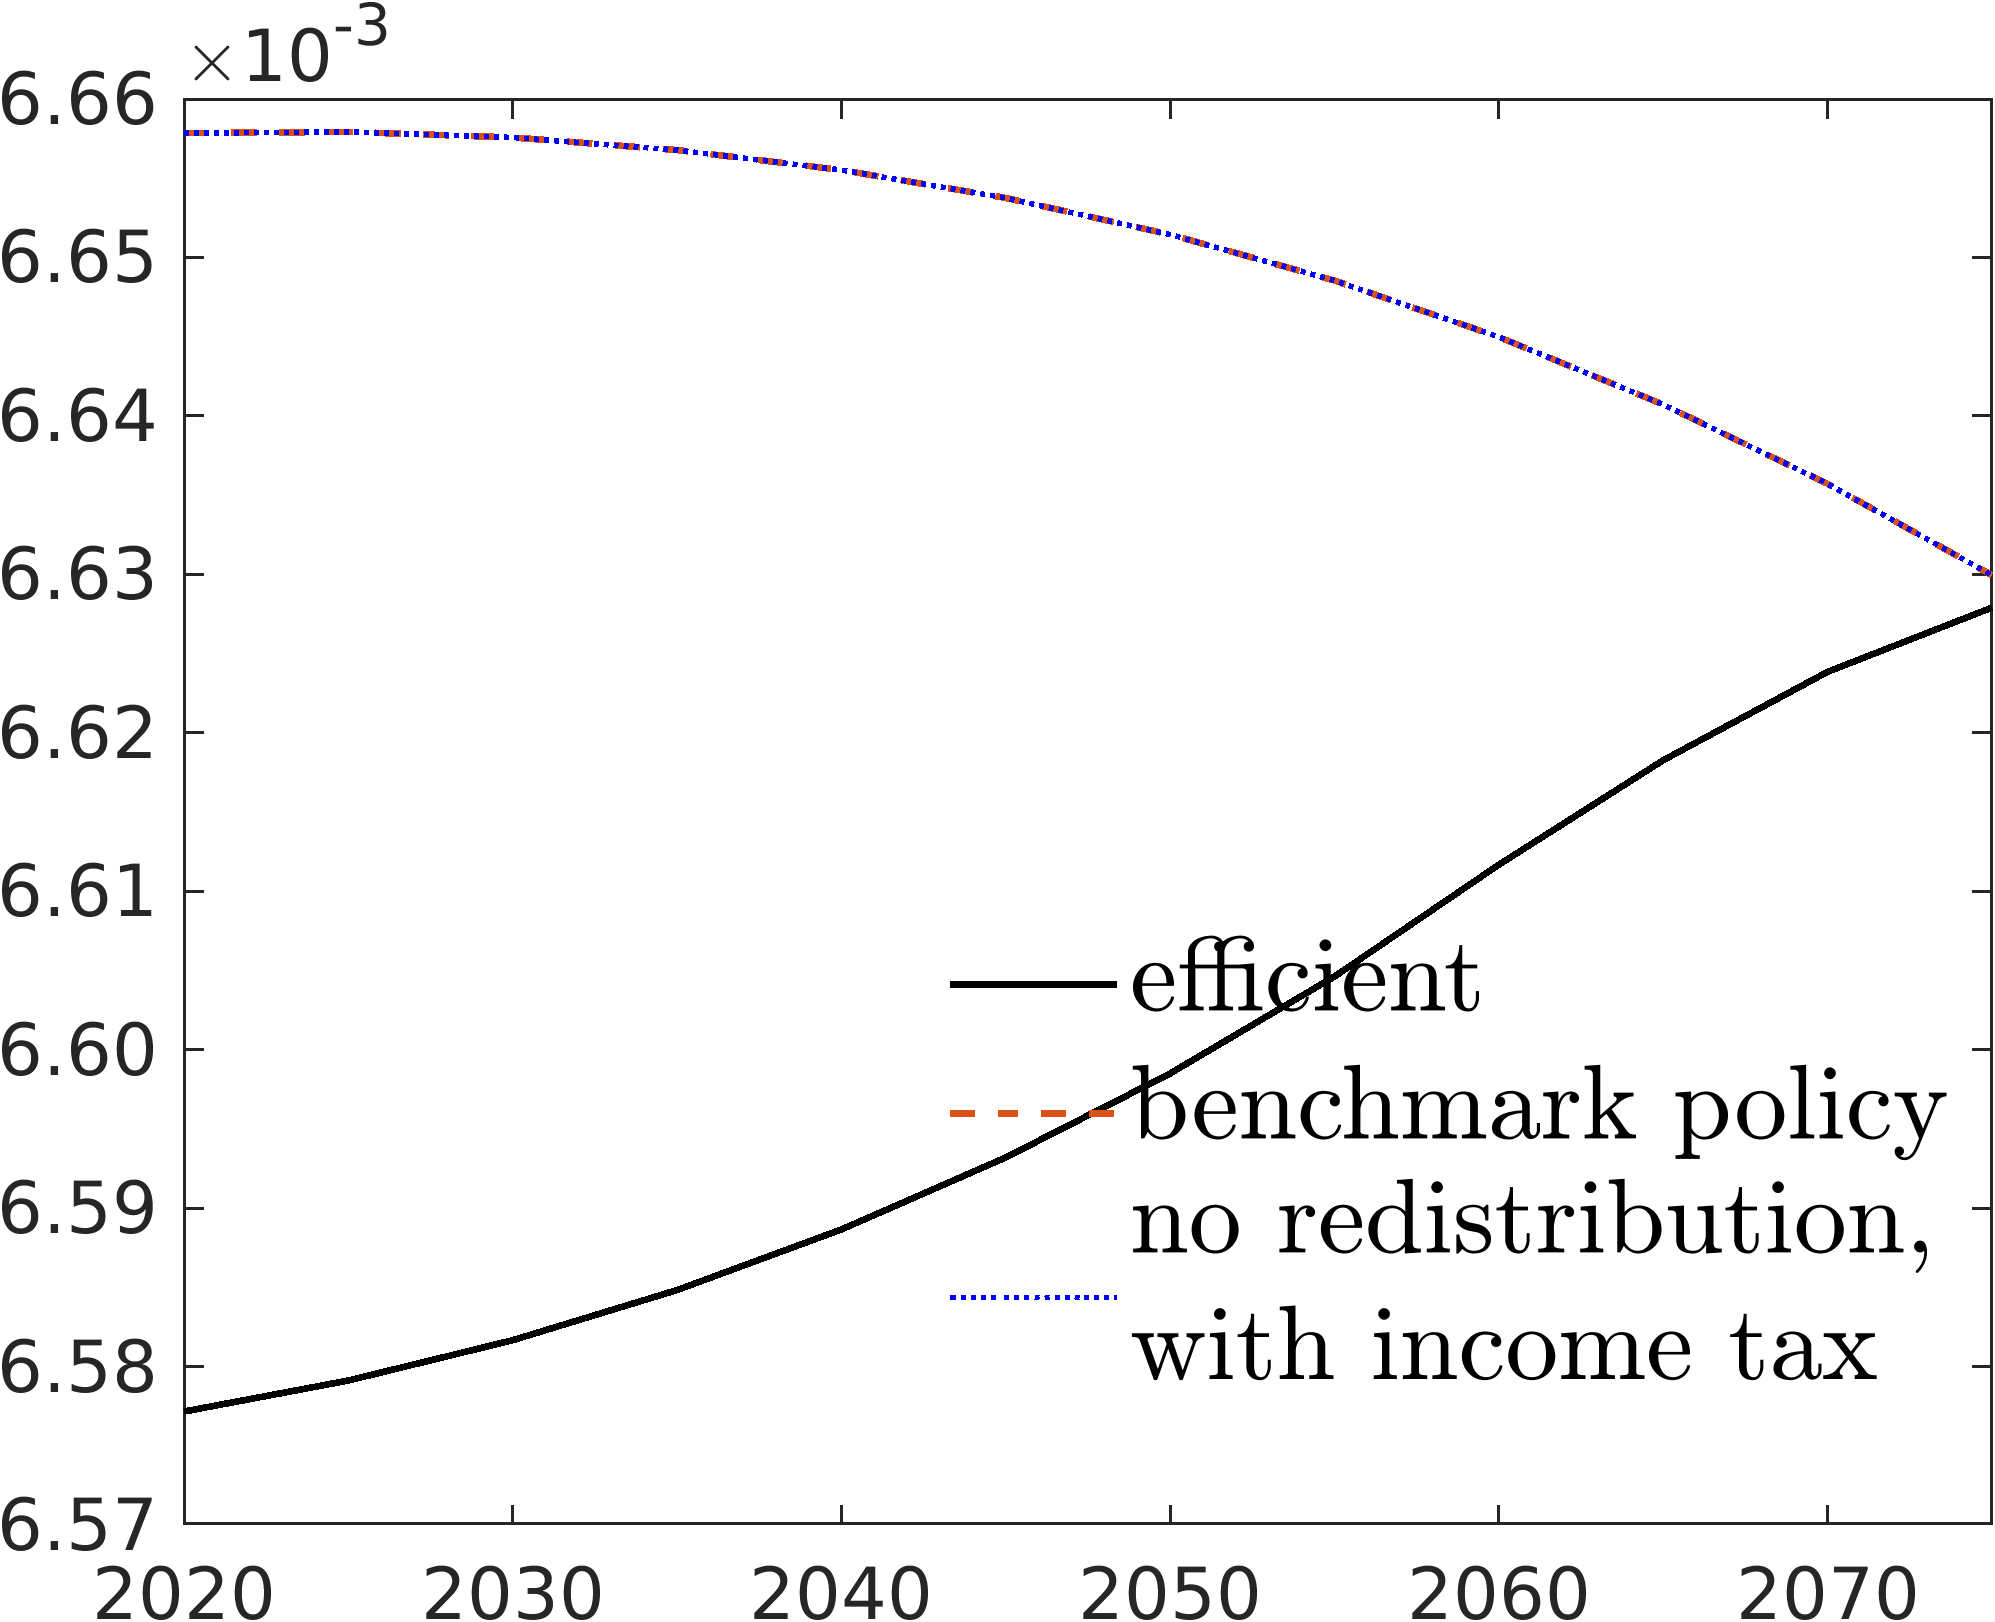 ×10-3
6.66
6.65
6.64
6.63
6.62
6.61
6.60
6.59
6.58
6.57
efficient
benchmark policy
no redistribution,
with income tax
2020 2030 2040 2050 2060 2070